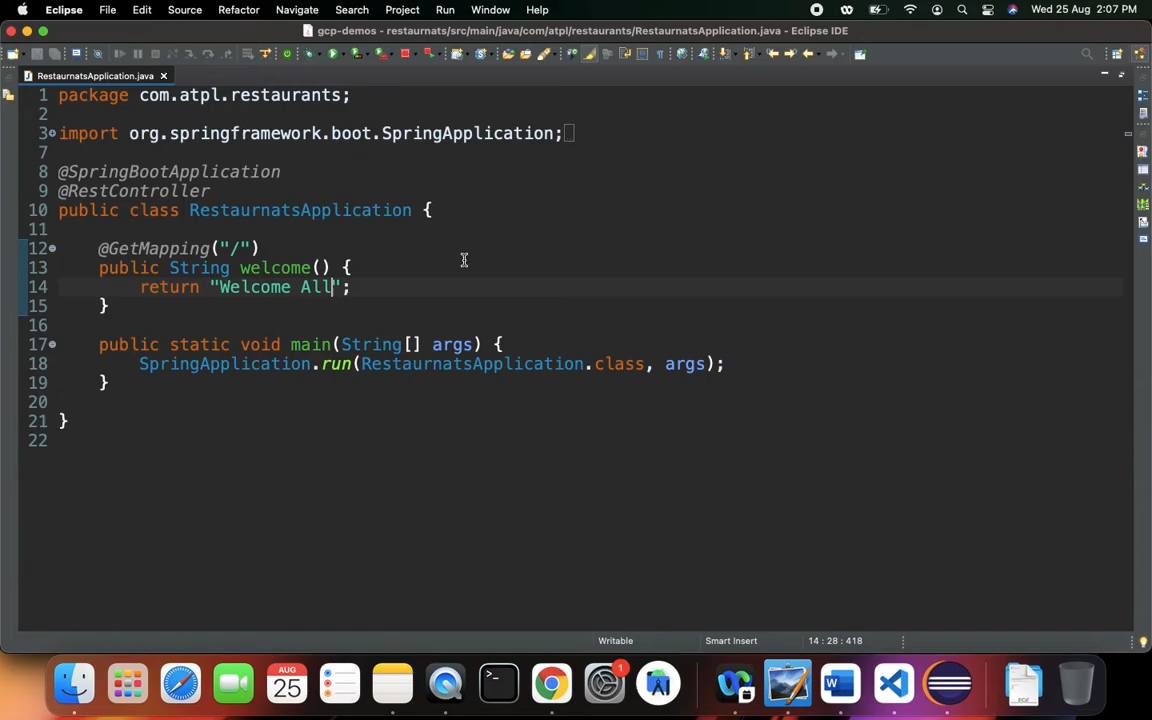 Eclipse File Edit Source Refactor Navigate Search Project Run Window Help Wed 25 Aug 2:07 PM
gcp-demos - restaurnats/src/main/java/com/atpl/restaurants/RestaurnatsApplication.java - Eclipse IDE
RestaurnatsApplication.java
1 package com.atpl.restaurants;
2
3 import org.springframework.boot.SpringApplication;
7
8 @SpringBootApplication
9 @RestController
10 public class RestaurnatsApplication {
11
12 @GetMapping("/")
13 public String welcome() {
14 return "Welcome All";
15 }
16
17 public static void main(String[] args) {
18 SpringApplication.run(RestaurnatsApplication.class, args);
19 }
20
21 }
22
Writable Smart Insert 14 : 28 : 418
AUG
25
1
>_
W
PDF